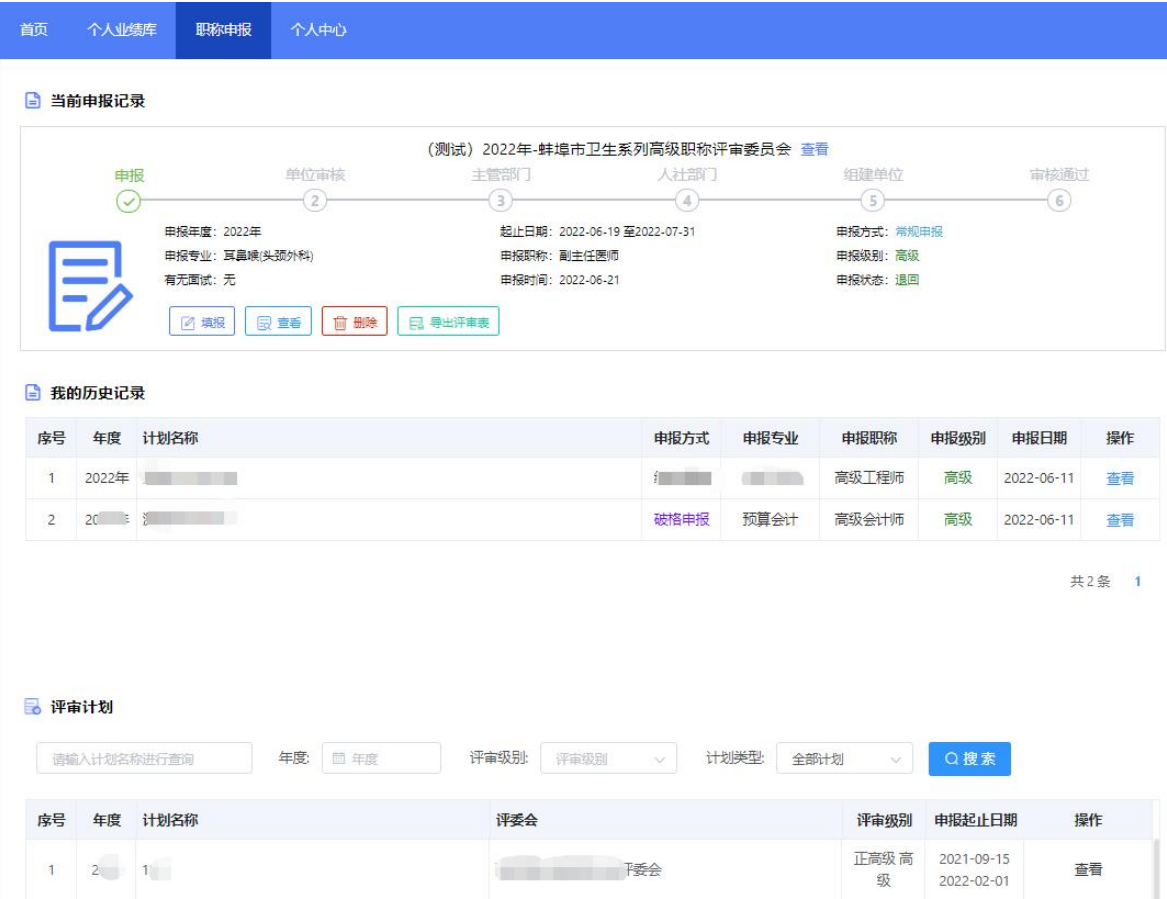 首页 个人业绩库 职称申报 个人中心
当前申报记录
（测试）2022年-蚌埠市卫生系列高级职称评审委员会 查看
申报 单位审核 主管部门 人社部门 组建单位 审核通过
2 3 4 5 6
申报年度：2022年 起止日期：2022-06-19 至2022-07-31 申报方式：常规申报
申报专业：耳鼻喉(头颈外科) 申报职称：副主任医师 申报级别：高级
有无面试：无 申报时间：2022-06-21 申报状态：退回
填报 查看 删除 导出评审表
我的历史记录
序号 年度 计划名称 申报方式 申报专业 申报职称 申报级别 申报日期 操作
1 2022年 高级工程师 高级 2022-06-11 查看
2 破格申报 预算会计 高级会计师 高级 2022-06-11 查看
共2条 1
评审计划
请输入计划名称进行查询 年度: 年度 评审级别: 评审级别 计划类型: 全部计划 搜索
序号 年度 计划名称 评委会 评审级别 申报起止日期 操作
1 委会 正高级 高级 2021-09-15 2022-02-01 查看